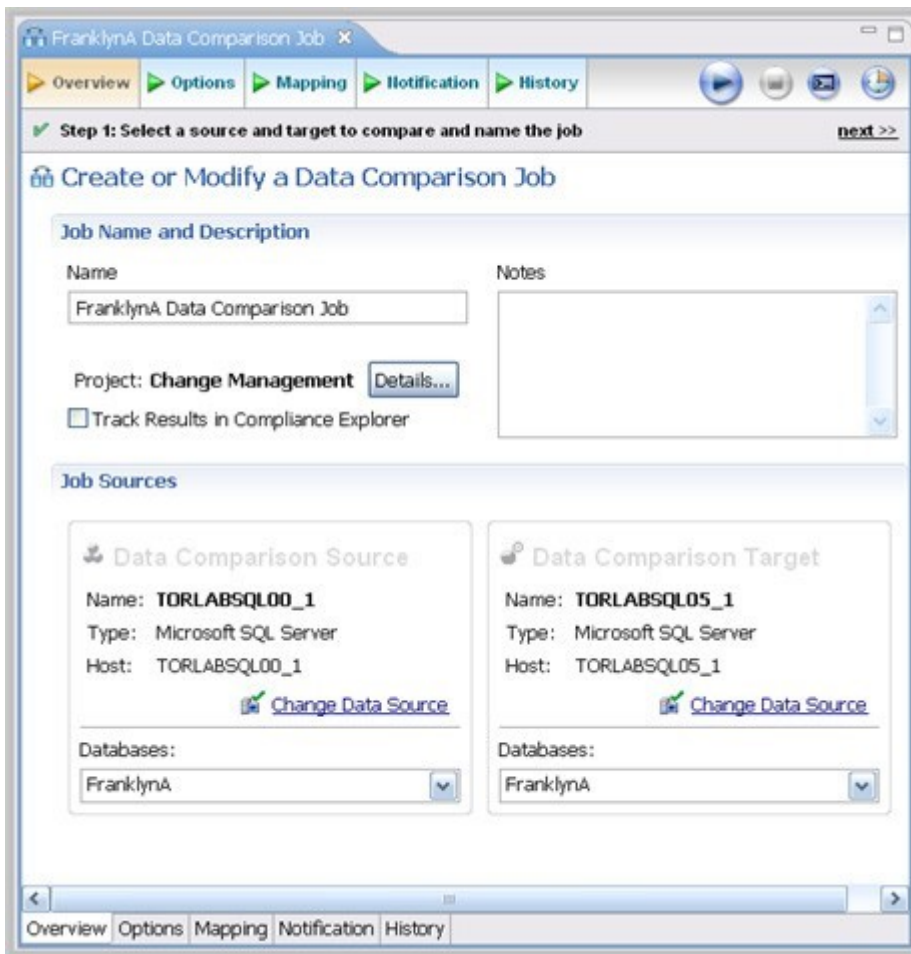 FranklynA Data Comparison Job
Overview Options Mapping Notification History
Step 1: Select a source and target to compare and name the job next >>
Create or Modify a Data Comparison Job
Job Name and Description
Name Notes
FranklynA Data Comparison Job
Project: Change Management Details...
Track Results in Compliance Explorer
Job Sources
Data Comparison Source
Name: TORLABSQL00_1
Type: Microsoft SQL Server
Host: TORLABSQL00_1
Change Data Source
Databases:
FranklynA
Data Comparison Target
Name: TORLABSQL05_1
Type: Microsoft SQL Server
Host: TORLABSQL05_1
Change Data Source
Databases:
FranklynA
Overview Options Mapping Notification History